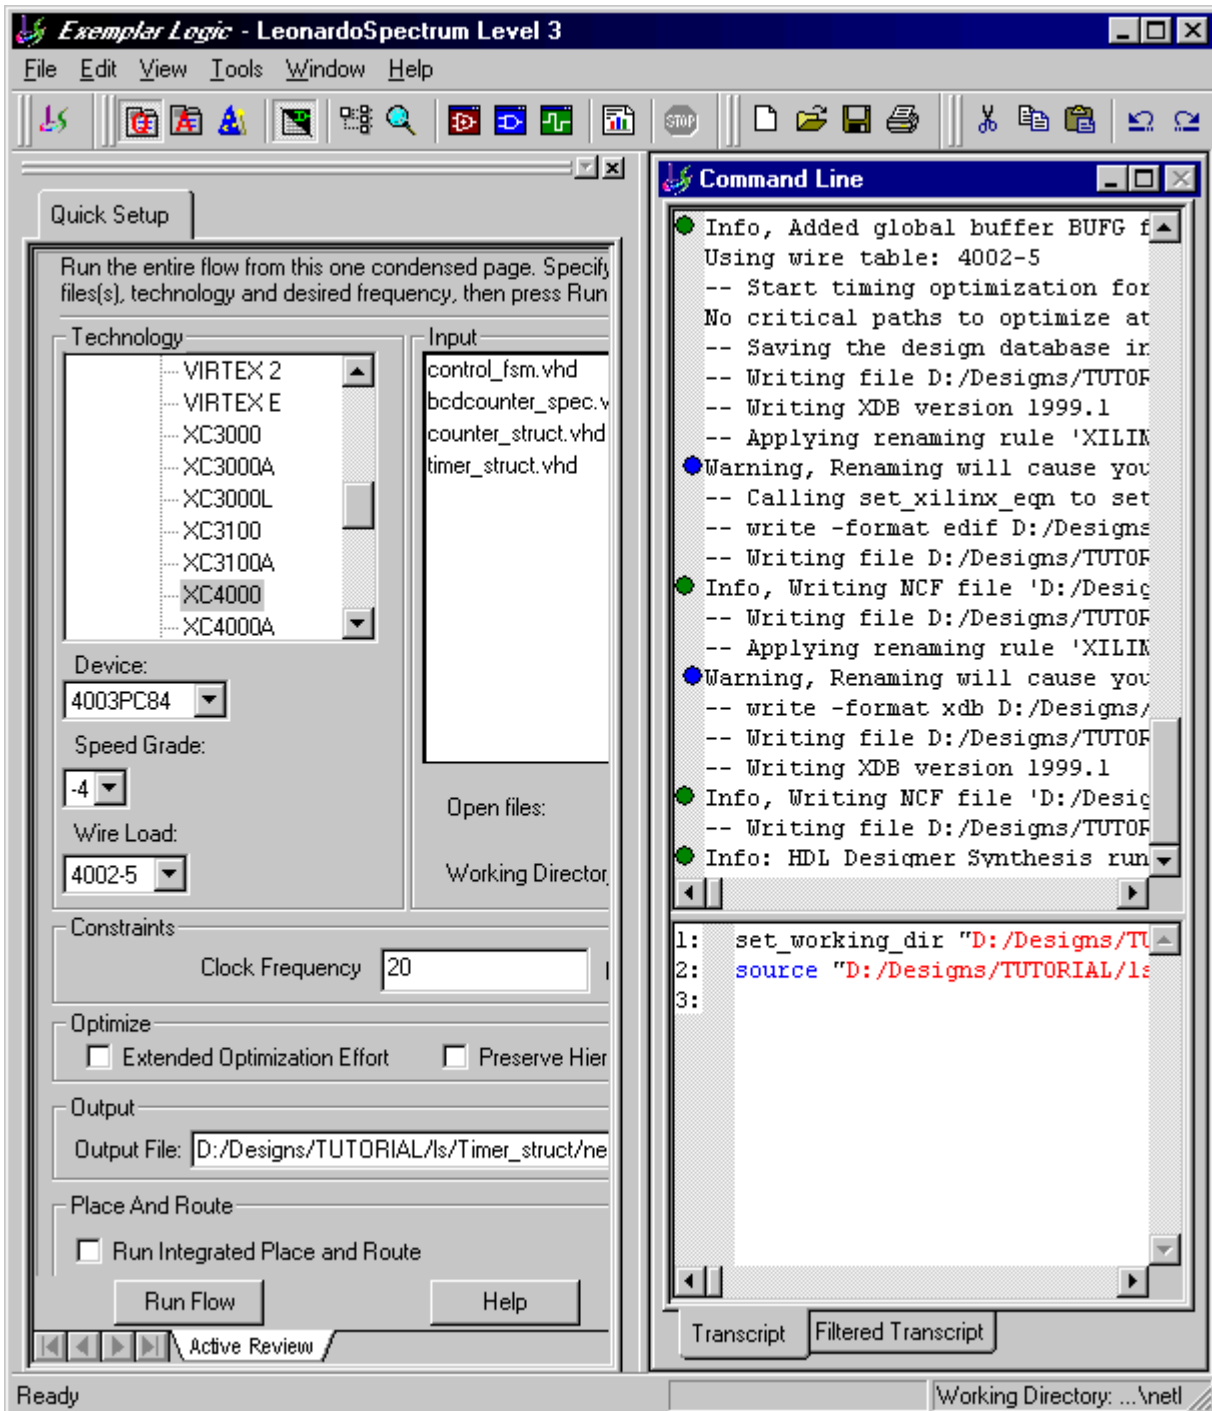 Exemplar Logic - LeonardoSpectrum Level 3
File Edit View Tools Window Help
STOP
Quick Setup
Run the entire flow from this one condensed page. Specify
files(s), technology and desired frequency, then press Run
Technology
VIRTEX 2
VIRTEX E
XC3000
XC3000A
XC3000L
XC3100
XC3100A
XC4000
XC4000A
Device:
4003PC84
Speed Grade:
-4
Wire Load:
4002-5
Input
control_fsm.vhd
bcdcounter_spec.v
counter_struct.vhd
timer_struct.vhd
Open files:
Working Director
Constraints
Clock Frequency 20
Optimize
Extended Optimization Effort Preserve Hier
Output
Output File: D:/Designs/TUTORIAL/ls/Timer_struct/ne
Place And Route
Run Integrated Place and Route
Run Flow Help
Active Review
Command Line
Info, Added global buffer BUFG f
Using wire table: 4002-5
-- Start timing optimization for
No critical paths to optimize at
-- Saving the design database in
-- Writing file D:/Designs/TUTOR
-- Writing XDB version 1999.1
-- Applying renaming rule 'XILIN
Warning, Renaming will cause you
-- Calling set_xilinx_eqn to set
-- write -format edif D:/Designs
-- Writing file D:/Designs/TUTOR
Info, Writing NCF file 'D:/Desig
-- Writing file D:/Designs/TUTOR
-- Applying renaming rule 'XILIN
Warning, Renaming will cause you
-- write -format xdb D:/Designs/
-- Writing file D:/Designs/TUTOR
-- Writing XDB version 1999.1
Info, Writing NCF file 'D:/Desig
-- Writing file D:/Designs/TUTOR
Info: HDL Designer Synthesis run
1: set_working_dir "D:/Designs/TU
2: source "D:/Designs/TUTORIAL/ls
3:
Transcript Filtered Transcript
Ready Working Directory: ...\netl